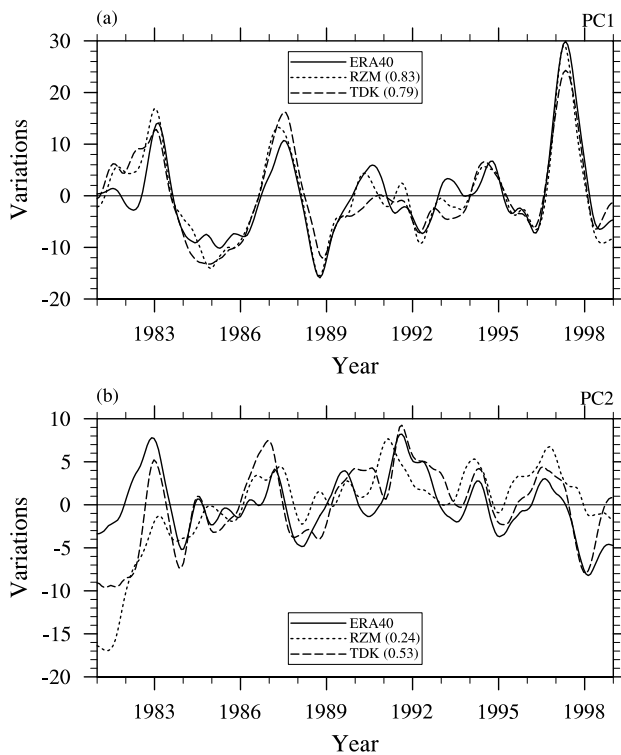 (a)
PC1
30
20
10
0
-10
-20
Variations
ERA40
RZM (0.83)
TDK (0.79)
1983 1986 1989 1992 1995 1998
Year
(b)
PC2
10
5
0
-5
-10
-15
-20
Variations
ERA40
RZM (0.24)
TDK (0.53)
1983 1986 1989 1992 1995 1998
Year